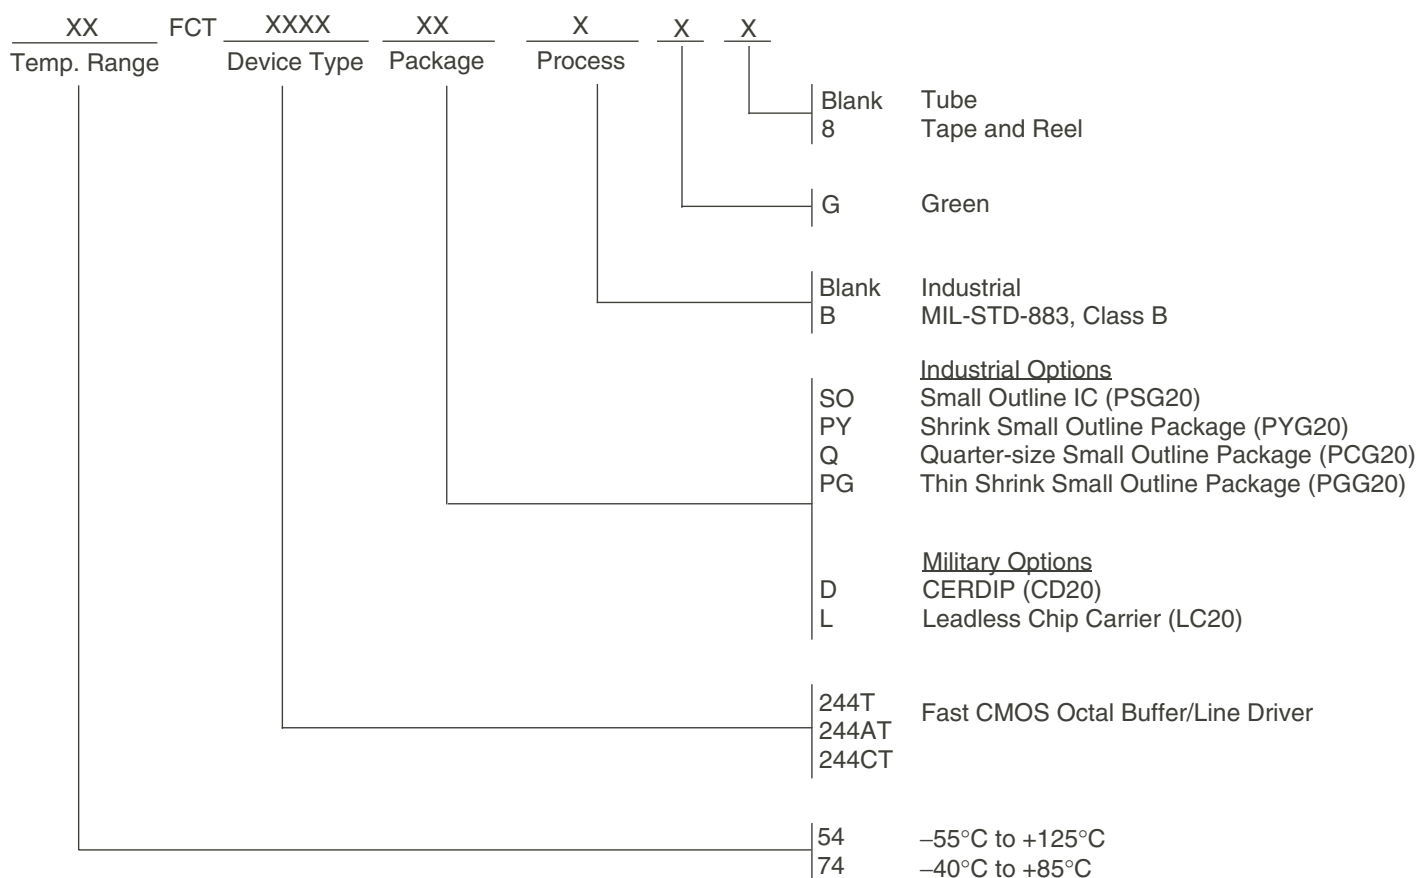 XX FCT XXXX XX X X X
Temp. Range Device Type Package Process
Blank Tube
8 Tape and Reel
G Green
Blank Industrial
B MIL-STD-883, Class B
Industrial Options
SO Small Outline IC (PSG20)
PY Shrink Small Outline Package (PYG20)
Q Quarter-size Small Outline Package (PCG20)
PG Thin Shrink Small Outline Package (PGG20)
Military Options
D CERDIP (CD20)
L Leadless Chip Carrier (LC20)
244T Fast CMOS Octal Buffer/Line Driver
244AT
244CT
54 –55°C to +125°C
74 –40°C to +85°C